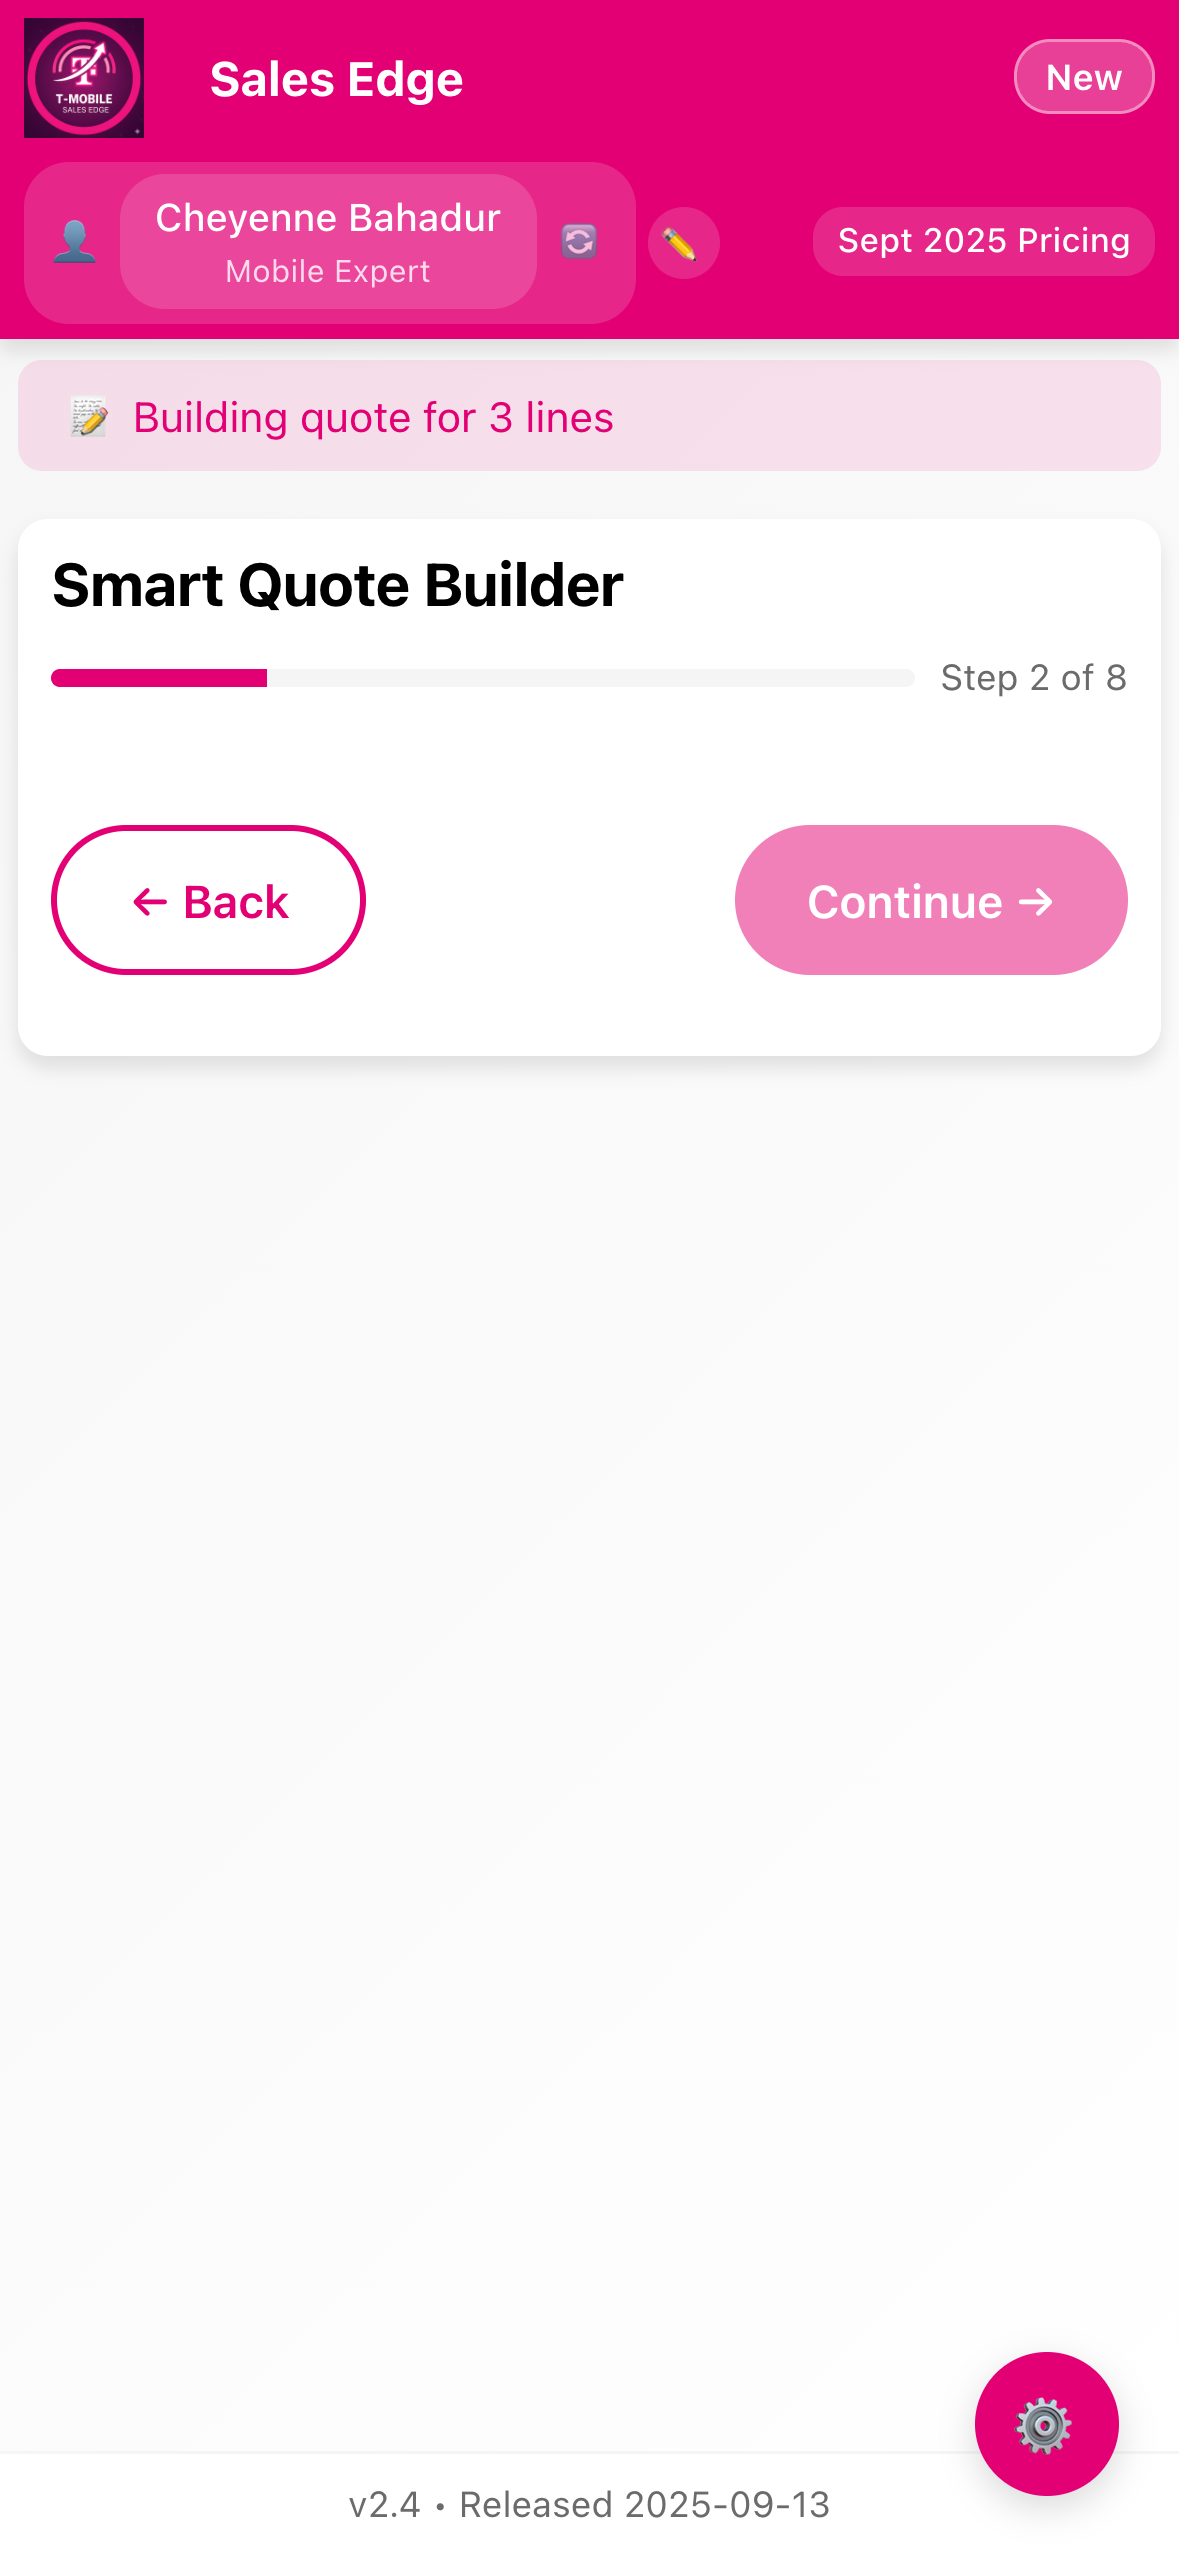 T-MOBILE
SALES EDGE
Sales Edge
New
Cheyenne Bahadur
Mobile Expert
Sept 2025 Pricing
Building quote for 3 lines
Smart Quote Builder
Step 2 of 8
← Back
Continue →
v2.4 • Released 2025-09-13